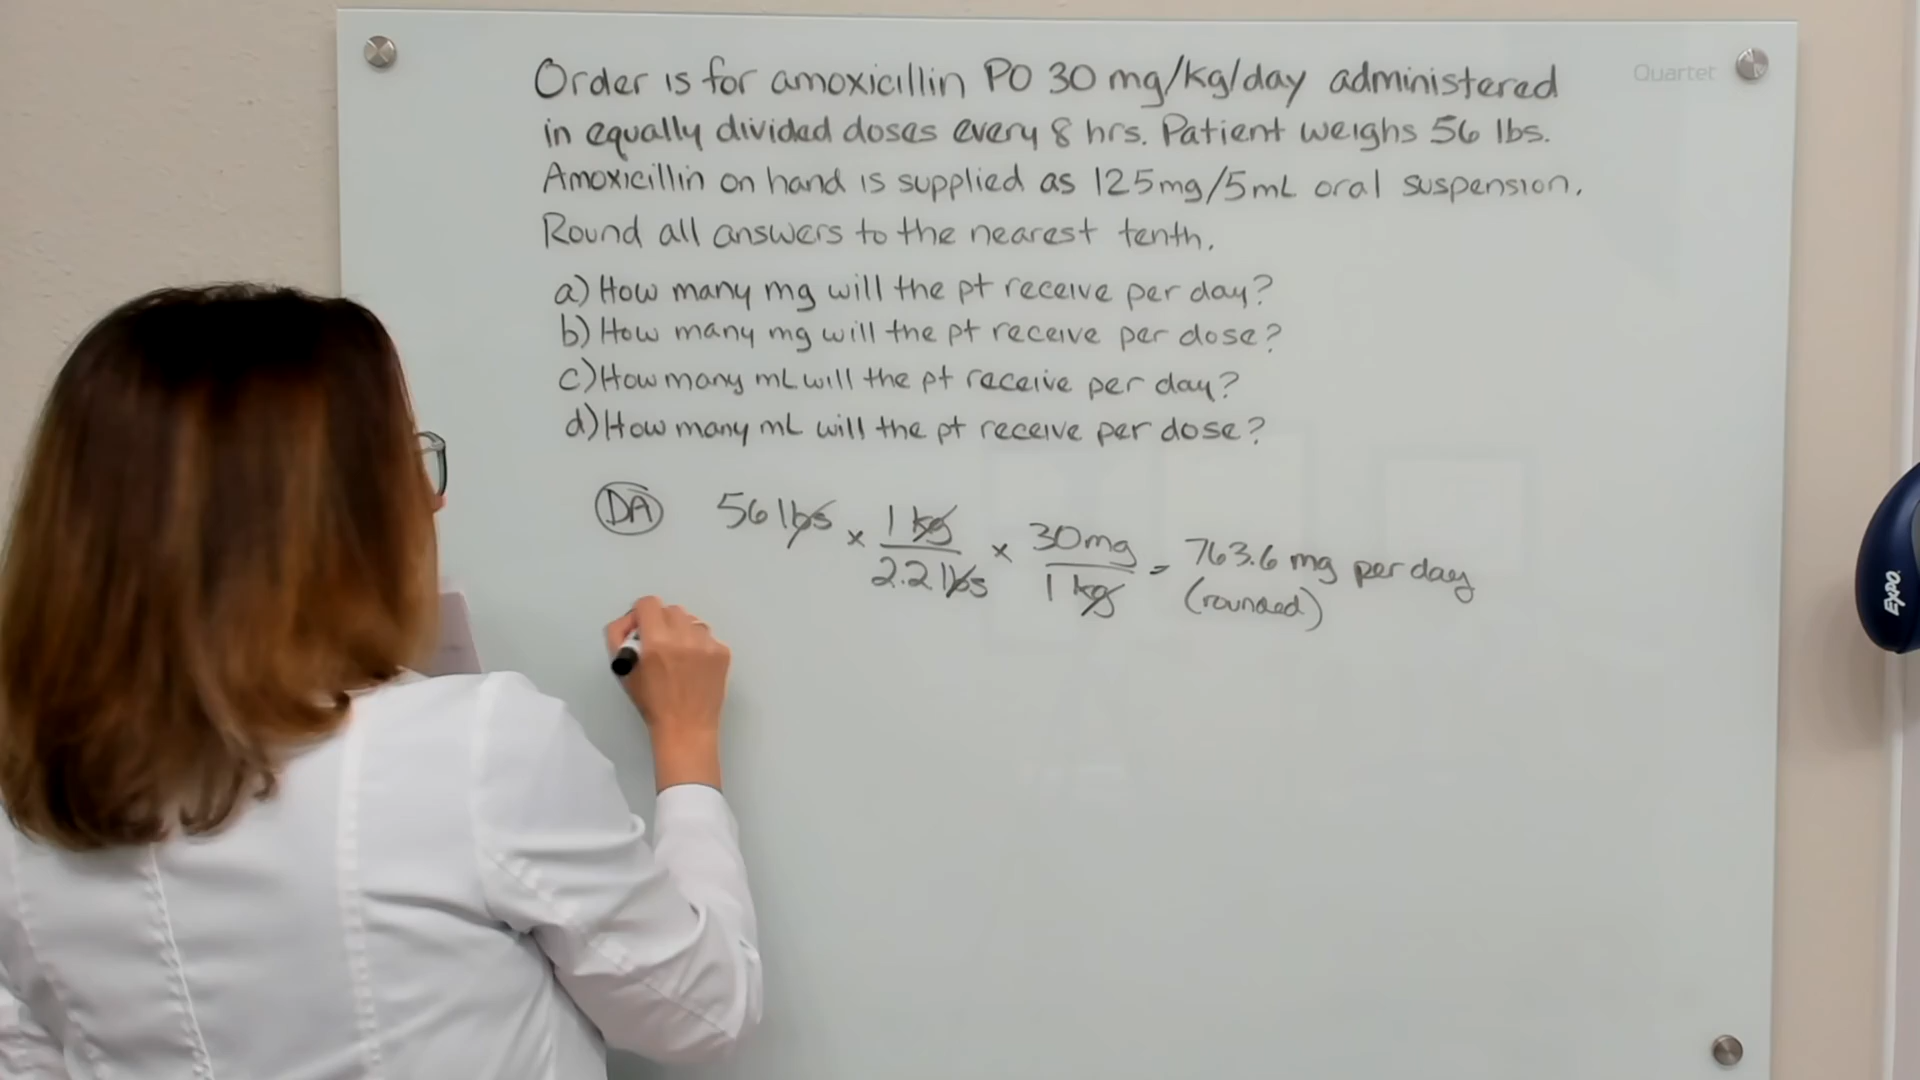 Quartet
Order is for amoxicillin PO 30 mg/kg/day administered
in equally divided doses every 8 hrs. Patient weighs 56 lbs.
Amoxicillin on hand is supplied as 125mg/5mL oral suspension.
Round all answers to the nearest tenth.
a) How many mg will the pt receive per day?
b) How many mg will the pt receive per dose?
c) How many mL will the pt receive per day?
d) How many mL will the pt receive per dose?
DA 56 lbs x 1 kg / 2.2 lbs x 30mg / 1 kg = 763.6 mg per day
(rounded)
EXPO